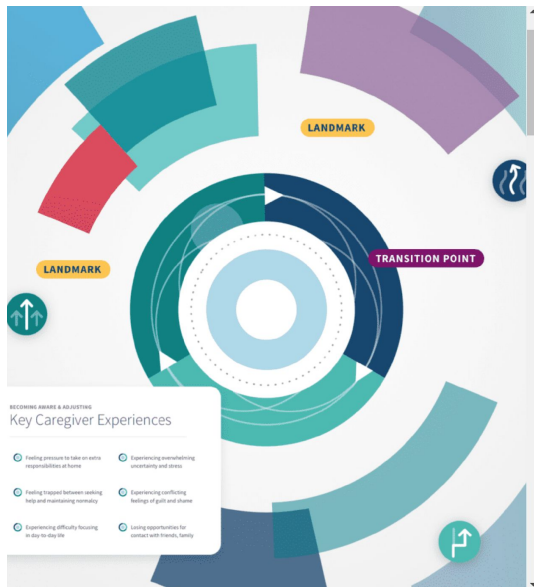 LANDMARK
TRANSITION POINT
LANDMARK
BECOMING AWARE & ADJUSTING
Key Caregiver Experiences
Feeling pressure to take on extra
responsibilities at home
Experiencing overwhelming
uncertainty and stress
Feeling trapped between seeking
help and maintaining normalcy
Experiencing conflicting
feelings of guilt and shame
Experiencing difficulty focusing
in day-to-day life
Losing opportunities for
contact with friends, family